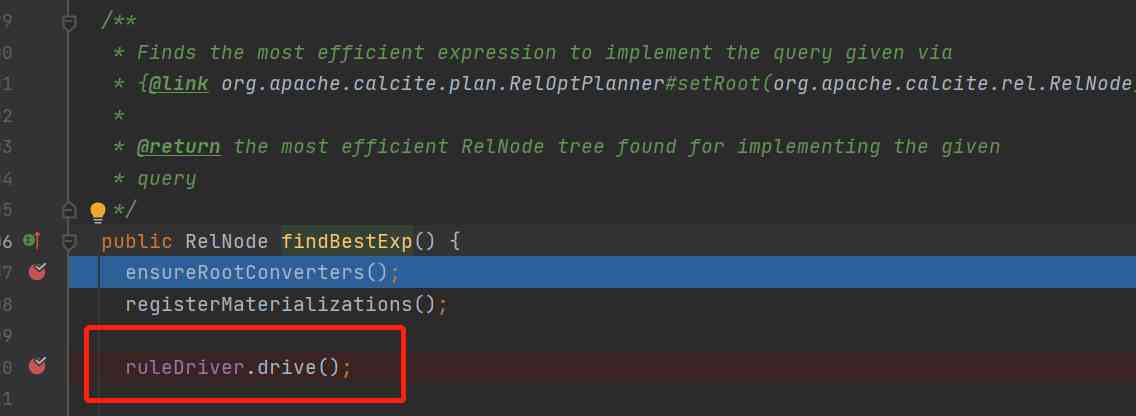 9 /**
0 * Finds the most efficient expression to implement the query given via
1 * {@link org.apache.calcite.plan.RelOptPlanner#setRoot(org.apache.calcite.rel.RelNode)
2 *
3 * @return the most efficient RelNode tree found for implementing the given
4 * query
5 */
6 public RelNode findBestExp() {
7 ensureRootConverters();
8 registerMaterializations();
9
0 ruleDriver.drive();
1